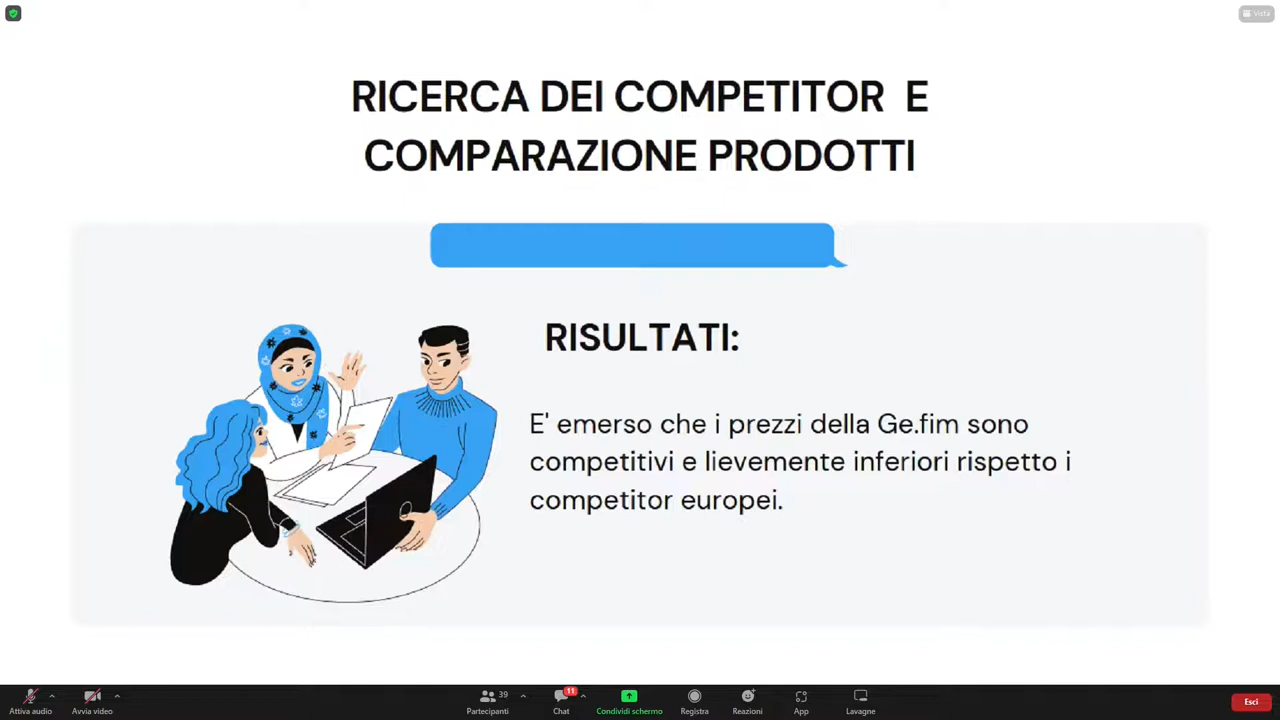 Vista
RICERCA DEI COMPETITOR E
COMPARAZIONE PRODOTTI
RISULTATI:
E' emerso che i prezzi della Ge.fim sono
competitivi e lievemente inferiori rispetto i
competitor europei.
Attiva audio
Avvia video
Partecipanti
39
Chat
11
Condividi schermo
Registra
Reazioni
App
Lavagne
Esci